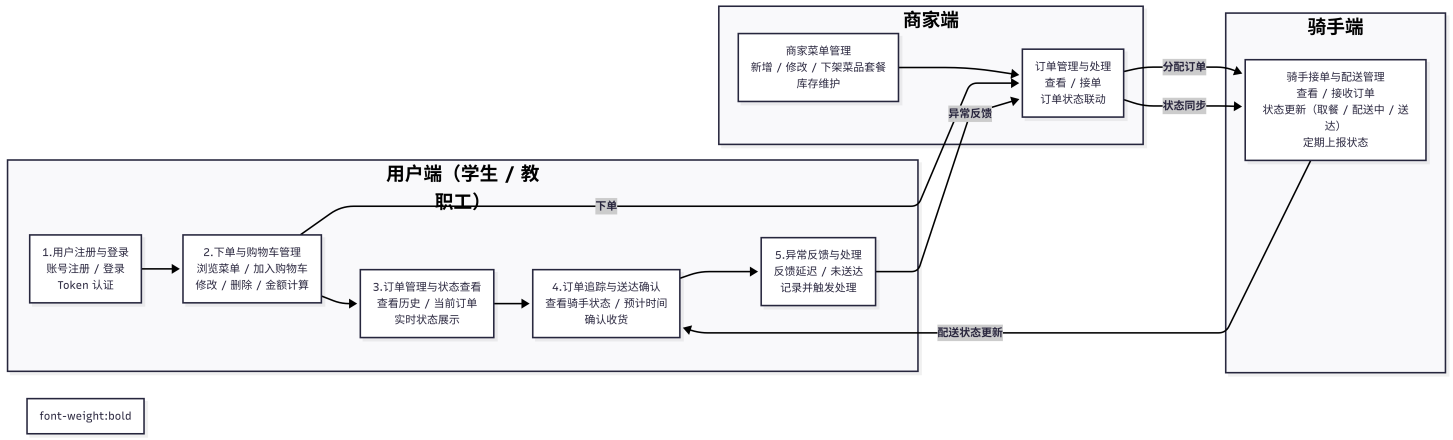 商家端
商家菜单管理
新增 / 修改 / 下架菜品套餐
库存维护
订单管理与处理
查看 / 接单
订单状态联动
异常反馈
分配订单
状态同步
骑手端
骑手接单与配送管理
查看 / 接收订单
状态更新（取餐 / 配送中 / 送
达）
定期上报状态
用户端（学生 / 教
职工）
下单
1.用户注册与登录
账号注册 / 登录
Token 认证
2.下单与购物车管理
浏览菜单 / 加入购物车
修改 / 删除 / 金额计算
3.订单管理与状态查看
查看历史 / 当前订单
实时状态展示
4.订单追踪与送达确认
查看骑手状态 / 预计时间
确认收货
5.异常反馈与处理
反馈延迟 / 未送达
记录并触发处理
配送状态更新
font-weight:bold